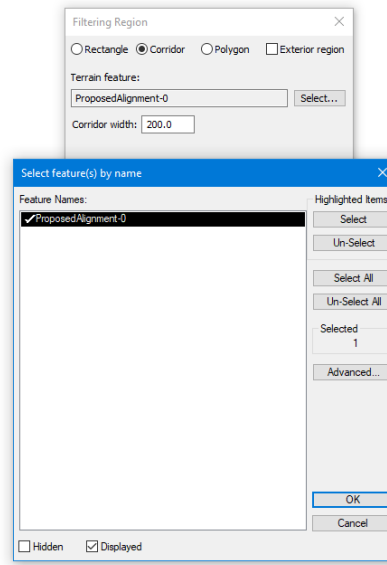 Filtering Region
Rectangle Corridor Polygon Exterior region
Terrain feature:
ProposedAlignment-0 Select...
Corridor width: 200.0
Select feature(s) by name
Feature Names: Highlighted Items
ProposedAlignment-0
Select
Un-Select
Select All
Un-Select All
Selected
1
Advanced...
OK
Cancel
Hidden Displayed